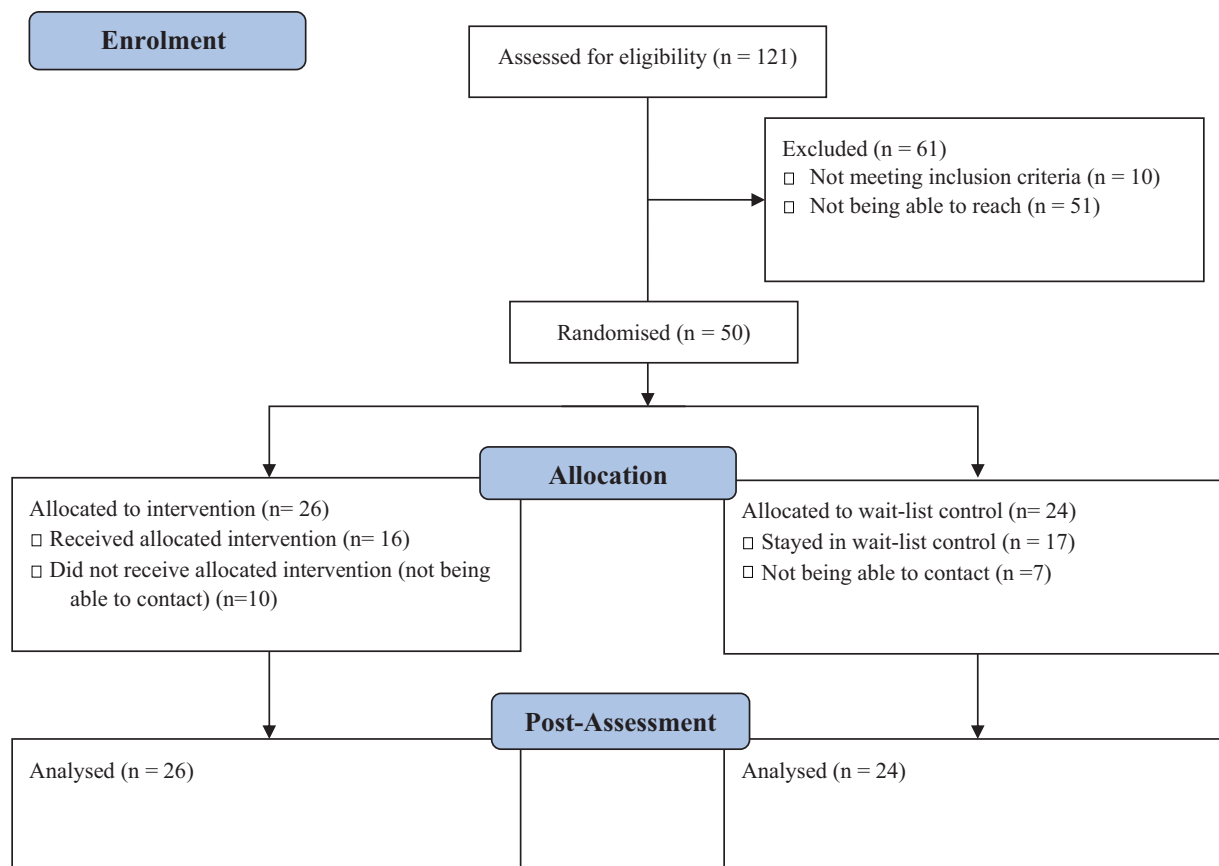 Enrolment
Assessed for eligibility (n = 121)
Excluded (n = 61)
□ Not meeting inclusion criteria (n = 10)
□ Not being able to reach (n = 51)
Randomised (n = 50)
Allocation
Allocated to intervention (n= 26)
□ Received allocated intervention (n= 16)
□ Did not receive allocated intervention (not being
able to contact) (n=10)
Allocated to wait-list control (n= 24)
□ Stayed in wait-list control (n = 17)
□ Not being able to contact (n =7)
Post-Assessment
Analysed (n = 26)
Analysed (n = 24)